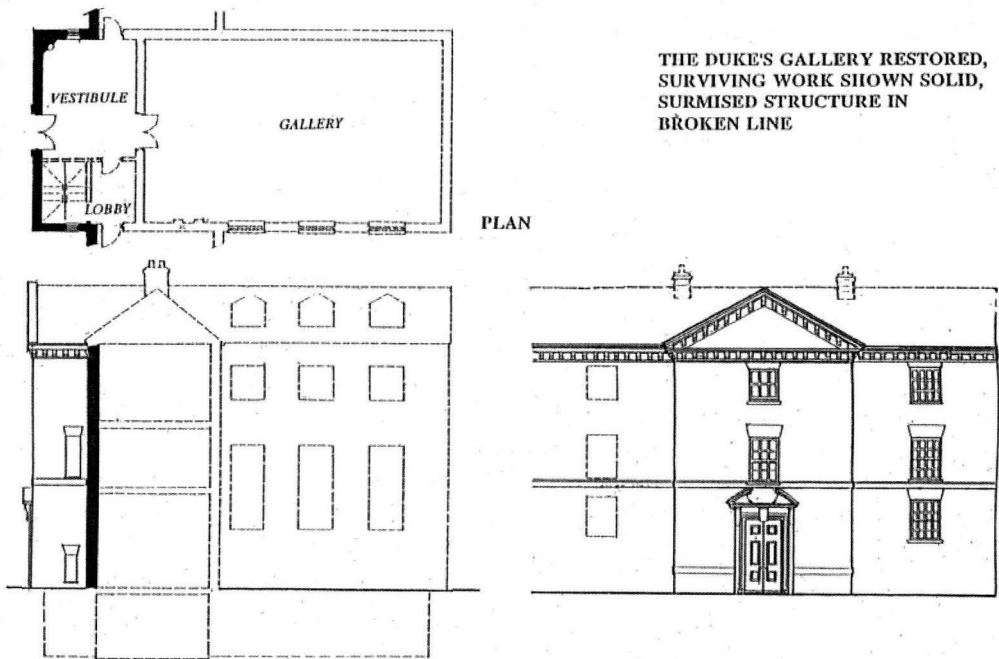 THE DUKE'S GALLERY RESTORED,
SURVIVING WORK SHOWN SOLID,
SURMISED STRUCTURE IN
BROKEN LINE
VESTIBULE
GALLERY
LOBBY
PLAN